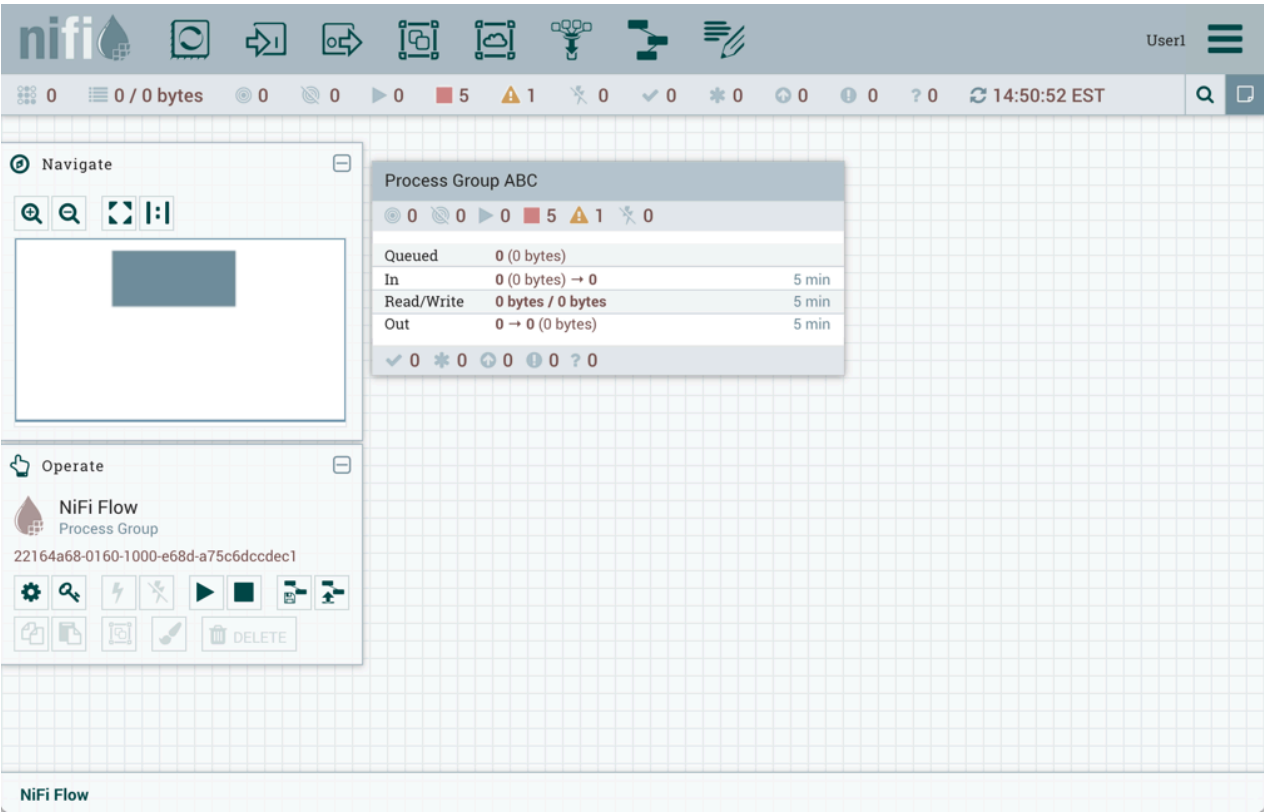 nifi
User1
0 0 / 0 bytes 0 0 0 5 1 0 0 0 0 0 ? 0 14:50:52 EST
Navigate
Process Group ABC
0 0 0 5 1 0
Queued 0 (0 bytes)
In 0 (0 bytes) → 0 5 min
Read/Write 0 bytes / 0 bytes 5 min
Out 0 → 0 (0 bytes) 5 min
0 0 0 0 ? 0
Operate
NiFi Flow
Process Group
22164a68-0160-1000-e68d-a75c6dccdec1
DELETE
NiFi Flow